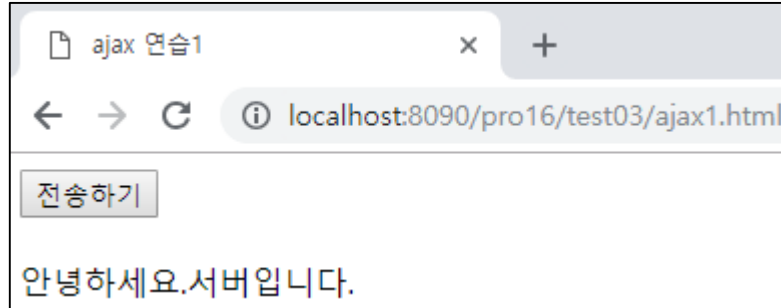 ajax 연습1
localhost:8090/pro16/test03/ajax1.html
전송하기
안녕하세요.서버입니다.